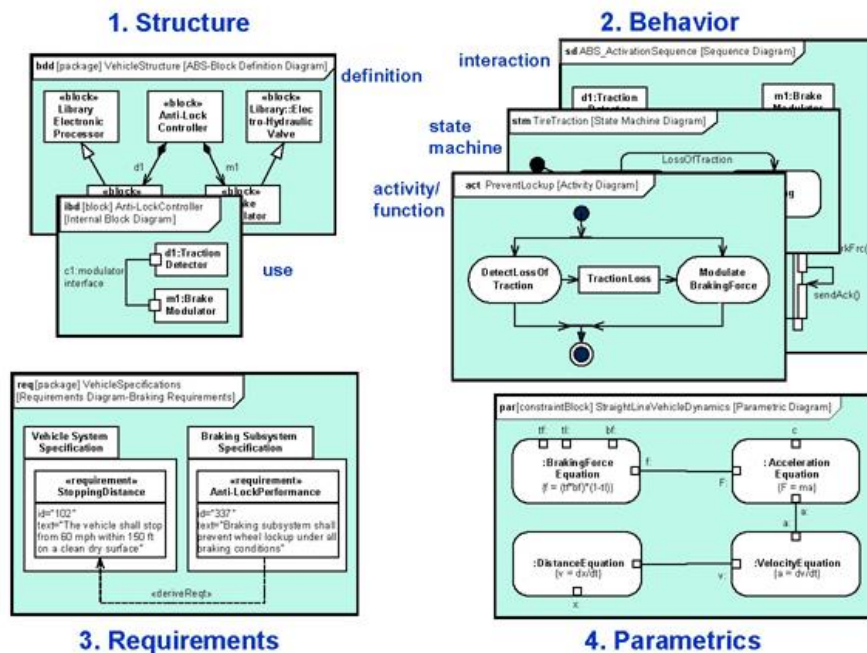 1. Structure
bdd [package] VehicleStructure [ABS-Block Definition Diagram]
definition
«block»
Library
Electronic
Processor
«block»
Anti-Lock
Controller
«block»
Library::Elec
tro-Hydraulic
Valve
d1
m1
«block»
ibd [block] Anti-LockController
[Internal Block Diagram]
use
c1:modulator
interface
d1:Traction
Detector
m1:Brake
Modulator
2. Behavior
interaction
sd ABS_ActivationSequence [Sequence Diagram]
d1:Traction
m1:Brake
Modulator
state
machine
stm TireTraction [State Machine Diagram]
LossOfTraction
activity/
function
act PreventLockup [Activity Diagram]
DetectLossOf
Traction
TractionLoss
Modulate
BrakingForce
sendAck()
req [package] VehicleSpecifications
[Requirements Diagram-Braking Requirements]
Vehicle System
Specification
Braking Subsystem
Specification
«requirement»
StoppingDistance
id="102"
text="The vehicle shall stop
from 60 mph within 150 ft
on a clean dry surface"
«requirement»
Anti-LockPerformance
id="337"
text="Braking subsystem shall
prevent wheel lockup under all
braking conditions"
«deriveReqt»
3. Requirements
par [constraintBlock] StraightLineVehicleDynamics [Parametric Diagram]
tf: tl: bf:
c
:BrakingForce
Equation
{f = (tf*bf)*(1-tl)}
f:
F:
:Acceleration
Equation
{F = ma}
a:
a:
:DistanceEquation
{v = dx/dt}
v:
:VelocityEquation
{a = dv/dt}
x
4. Parametrics